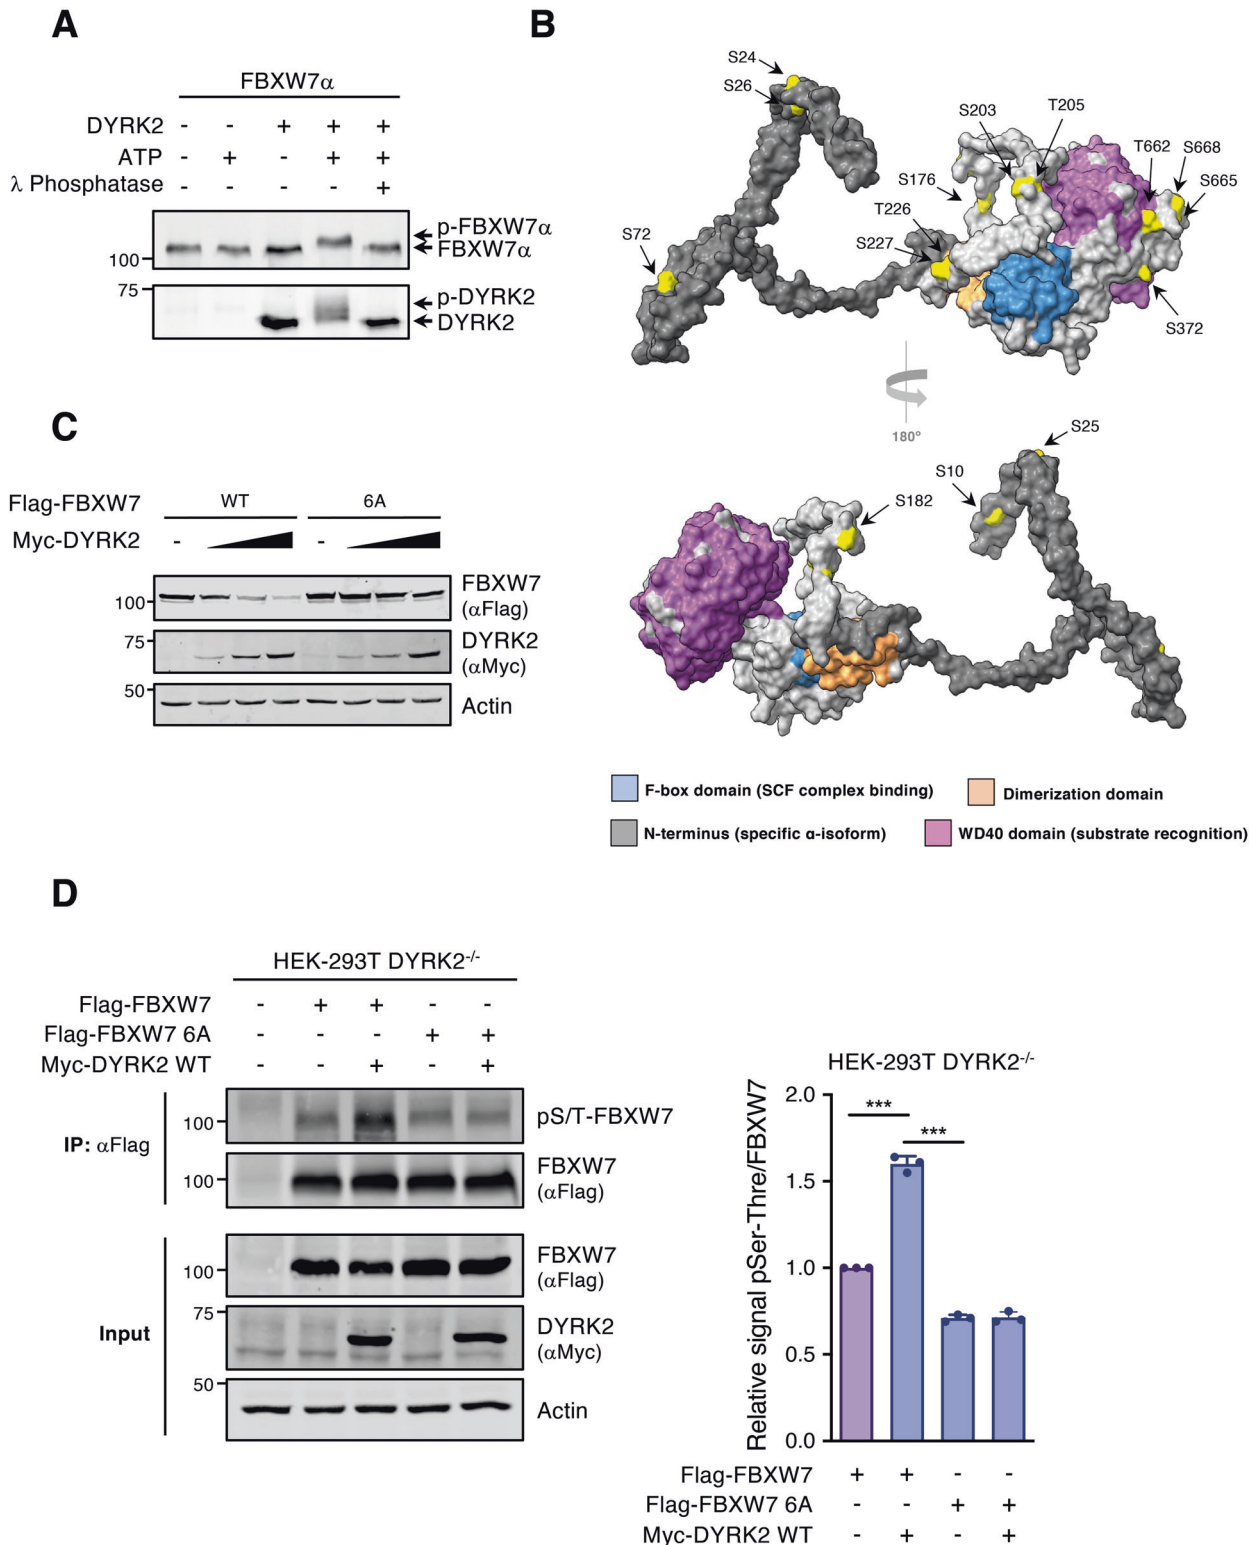 A
FBXW7α
DYRK2 - - + + +
ATP - + - + +
λ Phosphatase - - - - +
p-FBXW7α
FBXW7α
100
75
p-DYRK2
DYRK2
B
S24
S26
S203
T205
T662
S668
S176
S665
T226
S72
S227
S372
180°
S25
S10
S182
F-box domain (SCF complex binding)
Dimerization domain
N-terminus (specific α-isoform)
WD40 domain (substrate recognition)
C
Flag-FBXW7 WT 6A
Myc-DYRK2 - -
100
FBXW7
(αFlag)
75
DYRK2
(αMyc)
50
Actin
D
HEK-293T DYRK2-/-
Flag-FBXW7 - + + - -
Flag-FBXW7 6A - - - + +
Myc-DYRK2 WT - - + - +
IP: αFlag
100
pS/T-FBXW7
100
FBXW7
(αFlag)
Input
100
FBXW7
(αFlag)
75
DYRK2
(αMyc)
50
Actin
HEK-293T DYRK2-/-
Relative signal pSer-Thre/FBXW7
2.0
1.5
1.0
0.5
0.0
***
***
Flag-FBXW7 + + - -
Flag-FBXW7 6A - - + +
Myc-DYRK2 WT - + - +